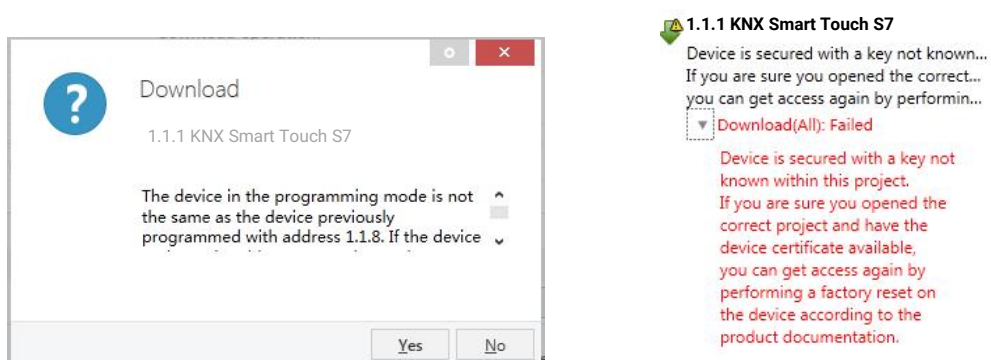 Download
1.1.1 KNX Smart Touch S7
The device in the programming mode is not
the same as the device previously
programmed with address 1.1.8. If the device
Yes
No
1.1.1 KNX Smart Touch S7
Device is secured with a key not known...
If you are sure you opened the correct...
you can get access again by performin...
Download(All): Failed
Device is secured with a key not
known within this project.
If you are sure you opened the
correct project and have the
device certificate available,
you can get access again by
performing a factory reset on
the device according to the
product documentation.